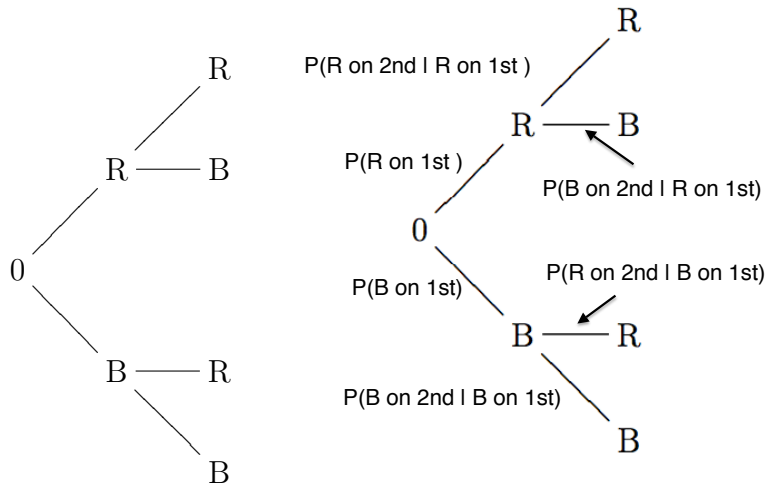 R
R
B
0
B
R
B
R
P(R on 2nd | R on 1st )
R
B
P(R on 1st )
P(B on 2nd | R on 1st)
0
P(B on 1st)
P(R on 2nd | B on 1st)
B
R
P(B on 2nd | B on 1st)
B